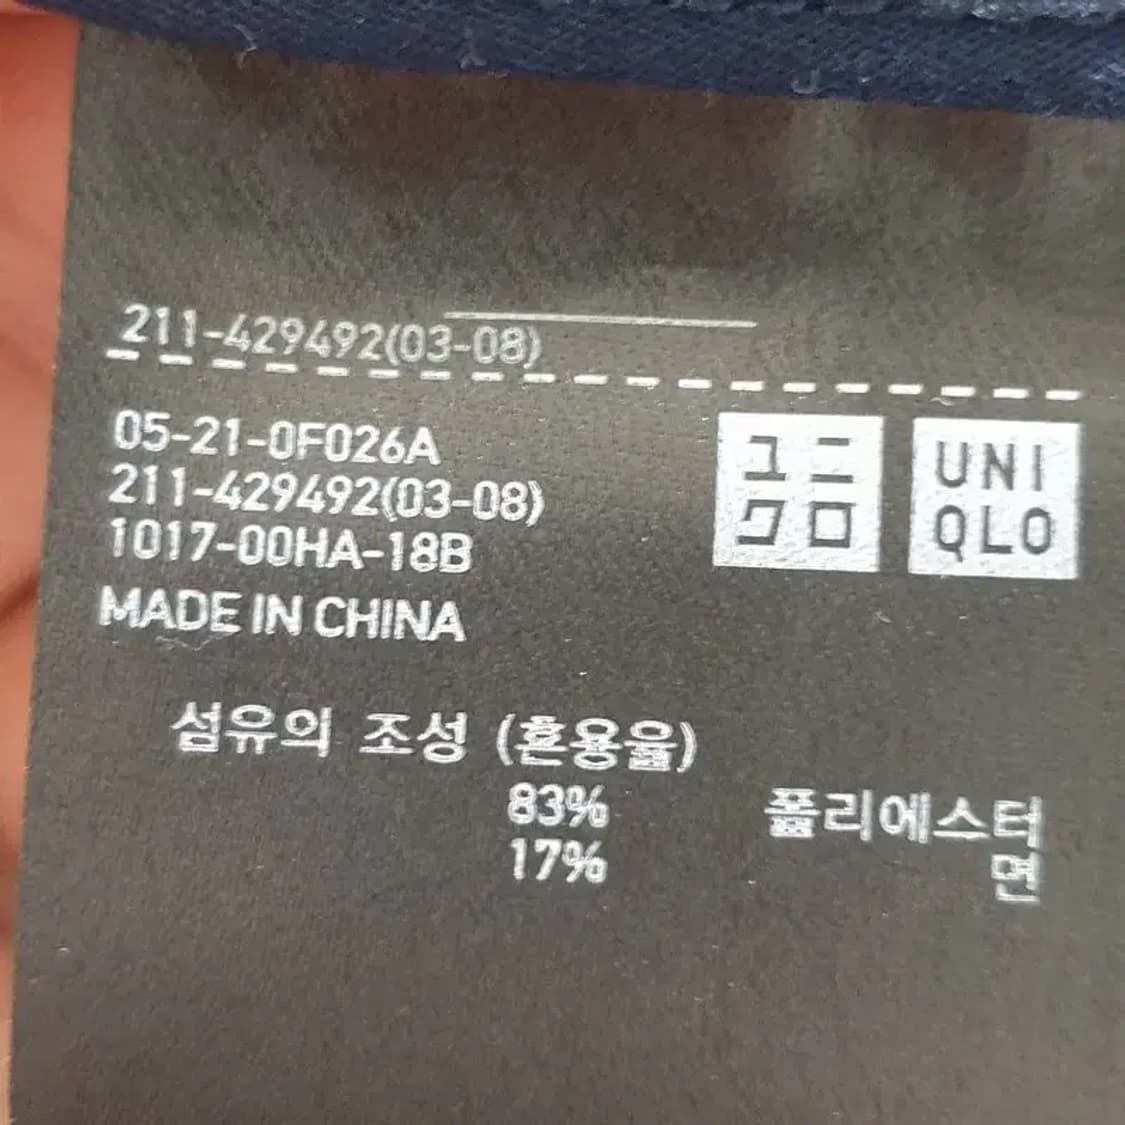 211-429492(03-08)
05-21-0F026A
211-429492(03-08)
1017-00HA-18B
MADE IN CHINA
ユニ
クロ
UNI
QLO
섬유의 조성 (혼용율)
83% 폴리에스터
17% 면